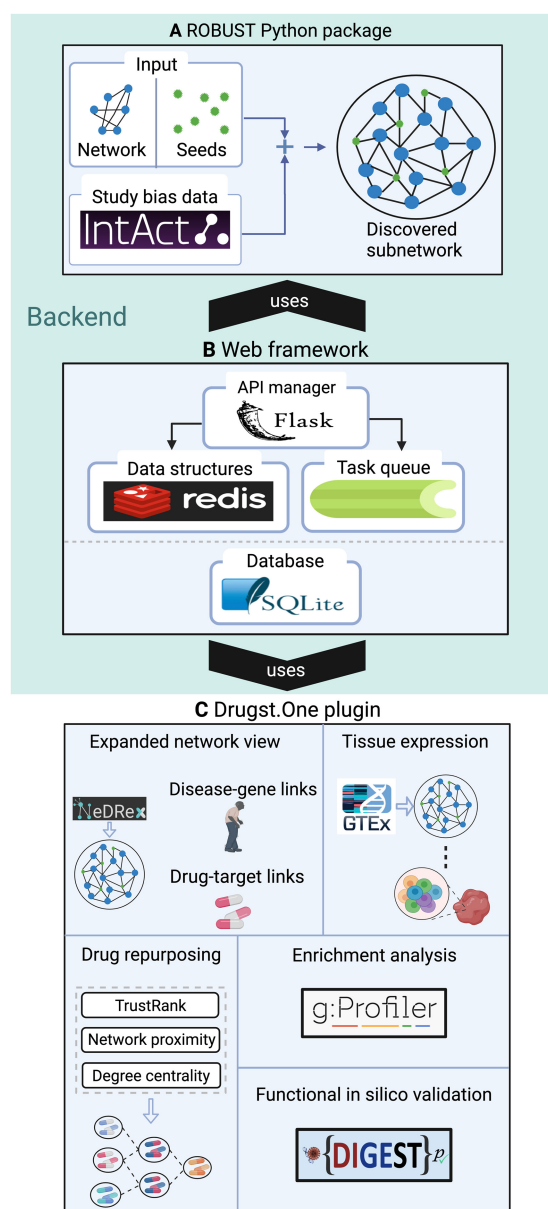 A ROBUST Python package
Input
Network
Seeds
Study bias data
IntAct
+
Discovered
subnetwork
uses
Backend
B Web framework
API manager
Flask
Data structures
redis
Task queue
Database
SQLite
uses
C Drugst.One plugin
Expanded network view
NeDRex
Disease-gene links
Drug-target links
Tissue expression
GTEx
Drug repurposing
TrustRank
Network proximity
Degree centrality
Enrichment analysis
g:Profiler
Functional in silico validation
{DIGEST}p